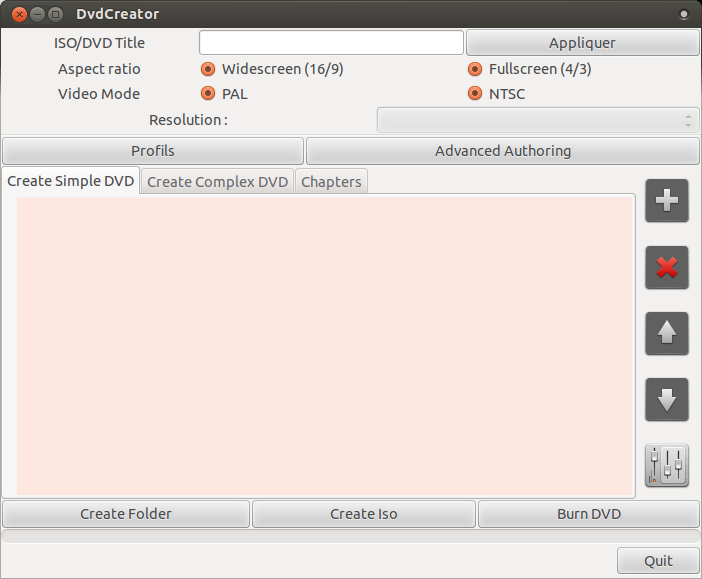 DvdCreator
ISO/DVD Title
Appliquer
Aspect ratio
Widescreen (16/9)
Fullscreen (4/3)
Video Mode
PAL
NTSC
Resolution :
Profils
Advanced Authoring
Create Simple DVD
Create Complex DVD
Chapters
Create Folder
Create Iso
Burn DVD
Quit